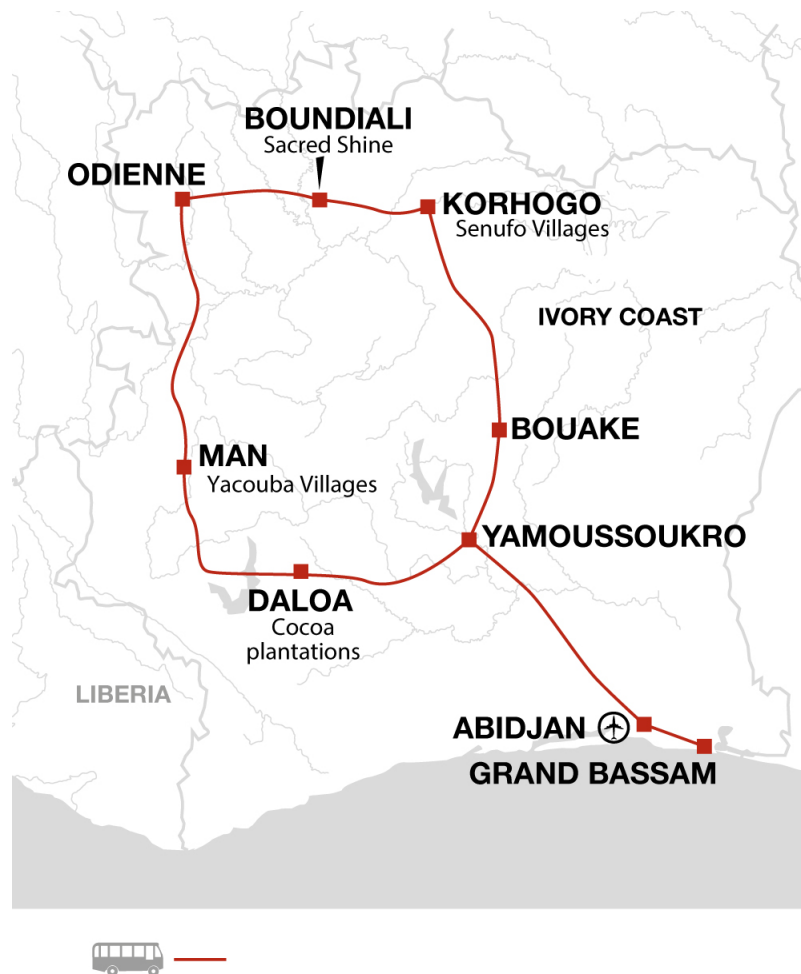 BOUNDIALI
Sacred Shine
ODIENNE
KORHOGO
Senufo Villages
IVORY COAST
BOUAKE
MAN
Yacouba Villages
YAMOUSSOUKRO
DALOA
Cocoa
plantations
LIBERIA
ABIDJAN
GRAND BASSAM